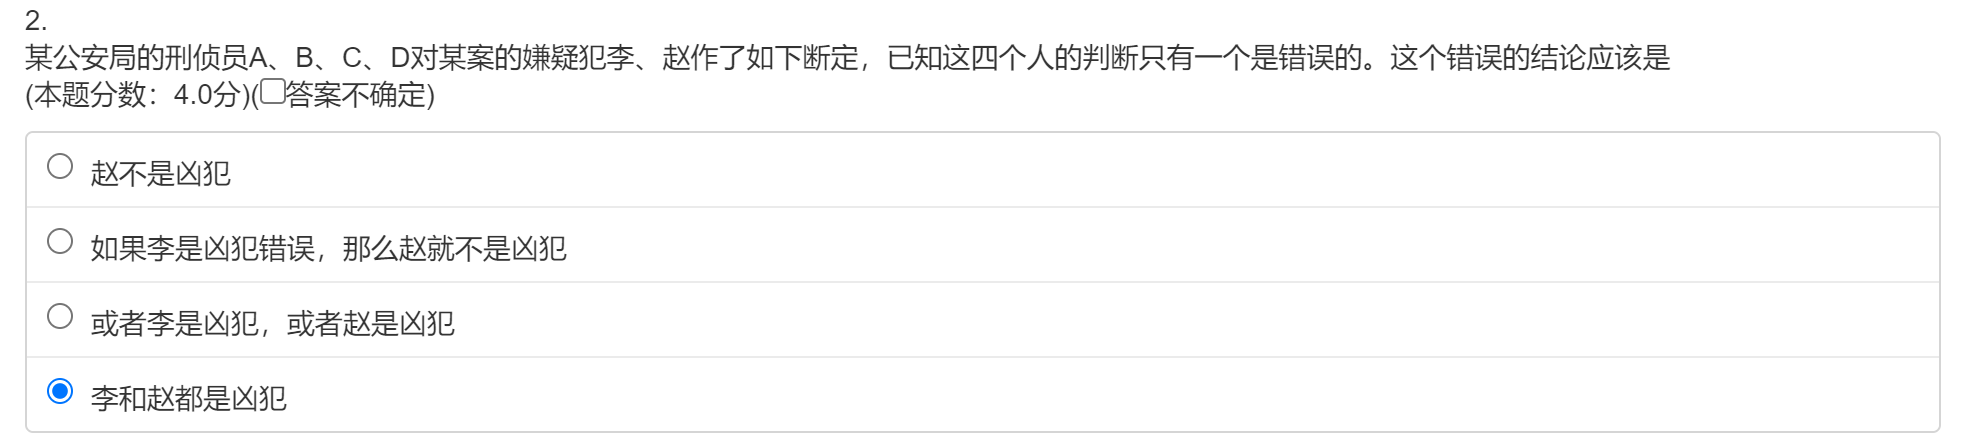 2.
某公安局的刑侦员A、B、C、D对某案的嫌疑犯李、赵作了如下断定，已知这四个人的判断只有一个是错误的。这个错误的结论应该是
(本题分数：4.0分)(答案不确定)
赵不是凶犯
如果李是凶犯错误，那么赵就不是凶犯
或者李是凶犯，或者赵是凶犯
李和赵都是凶犯